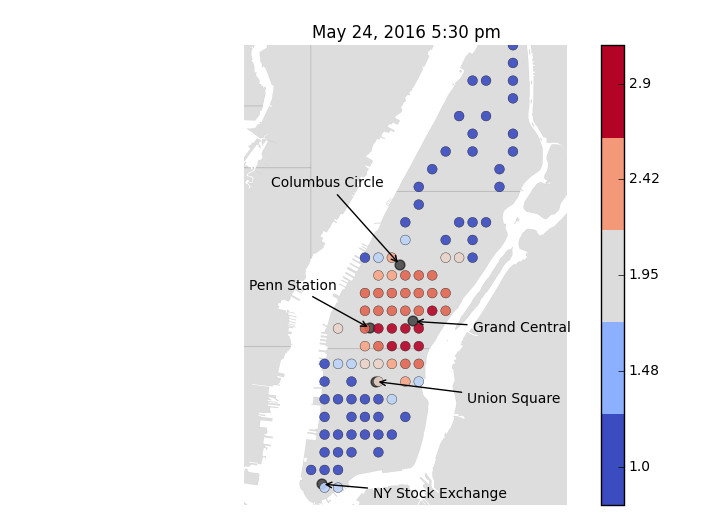 May 24, 2016 5:30 pm
2.9
Columbus Circle
2.42
Penn Station
1.95
Grand Central
1.48
Union Square
1.0
NY Stock Exchange